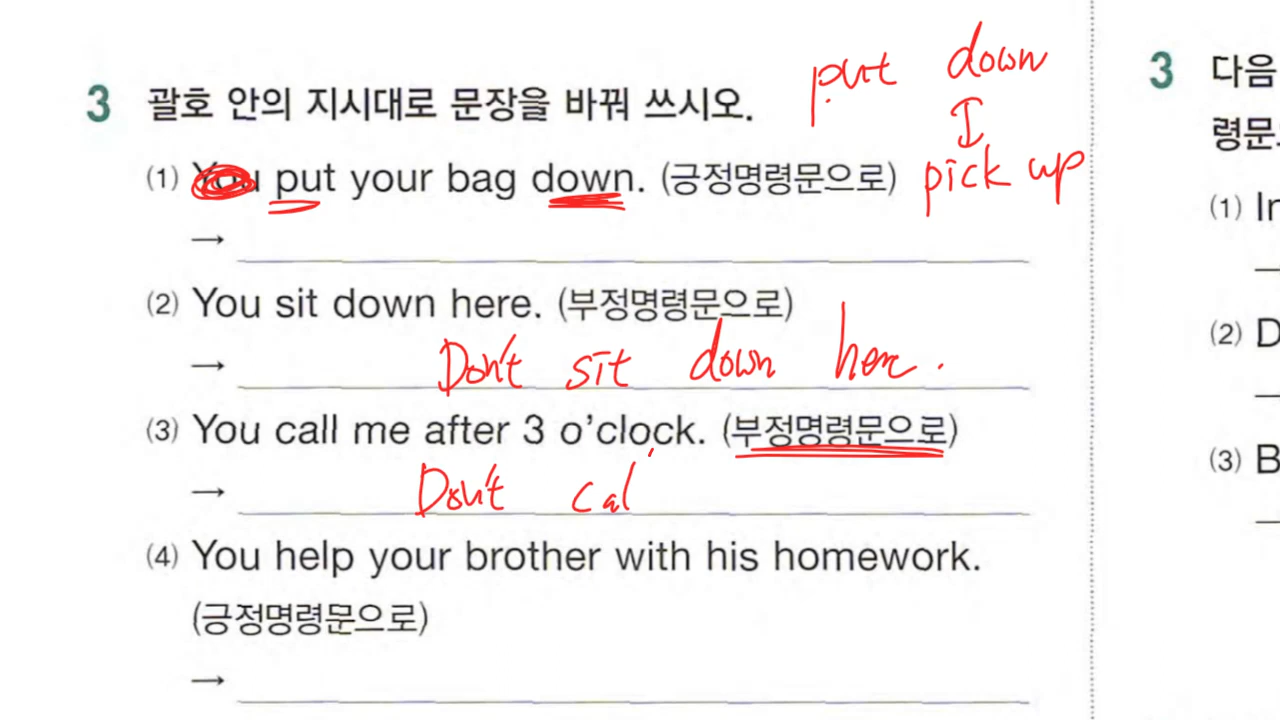 put down
3 괄호 안의 지시대로 문장을 바꿔 쓰시오.
pick up
(1) You put your bag down. (긍정명령문으로)
→
(2) You sit down here. (부정명령문으로)
→ Don't sit down here.
(3) You call me after 3 o'clock. (부정명령문으로)
→ Don't cal
(4) You help your brother with his homework.
(긍정명령문으로)
→
3 다음
령문
(1) In
(2) D
(3) B